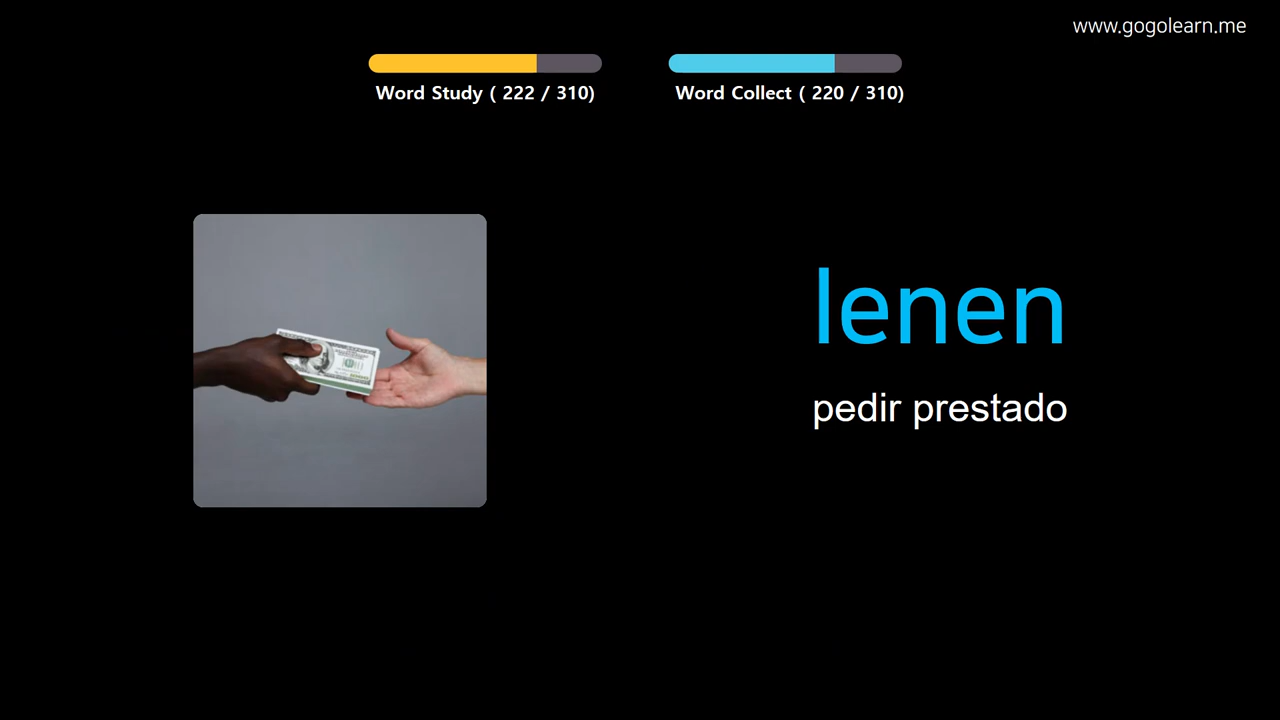 www.gogolearn.me
Word Study ( 222 / 310)
Word Collect ( 220 / 310)
lenen
pedir prestado